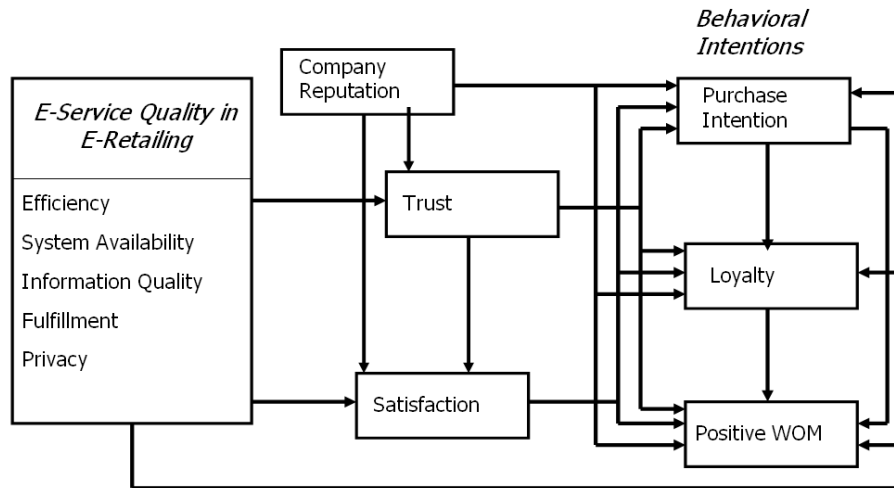 Behavioral
Intentions
E-Service Quality in
E-Retailing
Company
Reputation
Purchase
Intention
Efficiency
System Availability
Information Quality
Fulfillment
Privacy
Trust
Loyalty
Satisfaction
Positive WOM